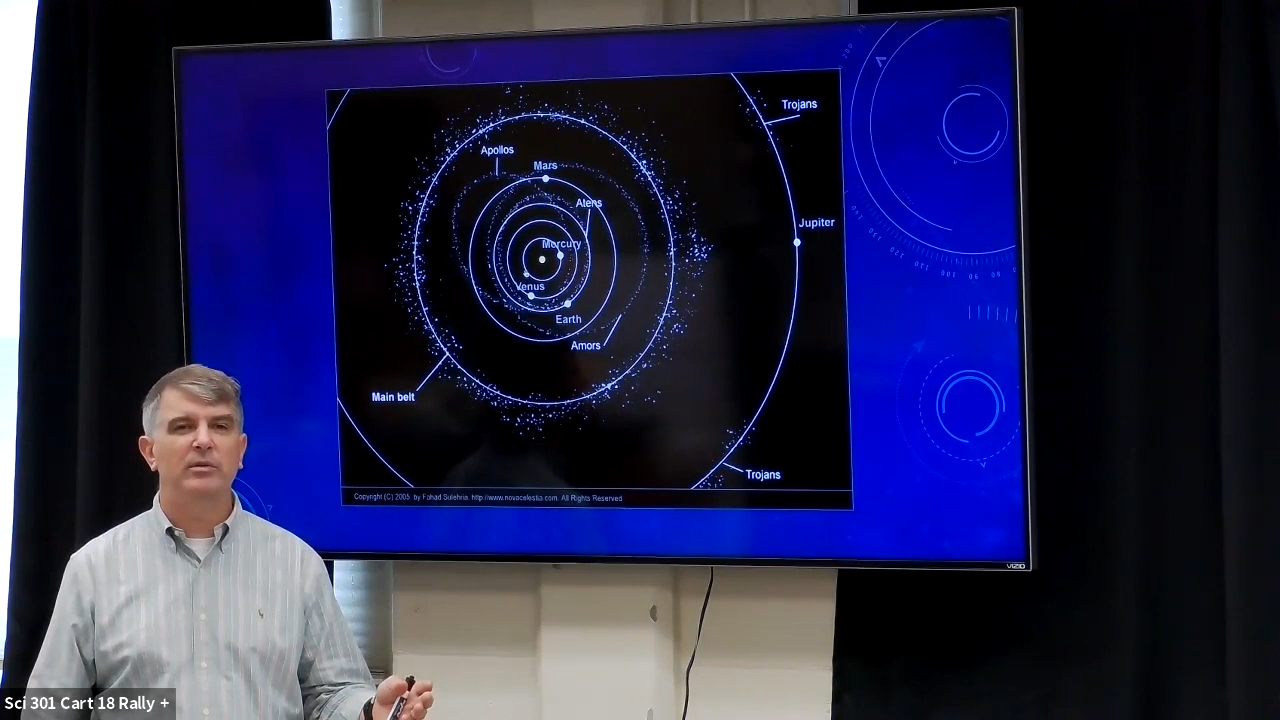 Trojans
Apollos
Mars
Atens
Jupiter
Mercury
Venus
Earth
Amors
Main belt
Trojans
Copyright (C) 2005 by Fahad Sulehria, http://www.novacelestia.com. All Rights Reserved.
VIZIO
Sci 301 Cart 18 Rally +